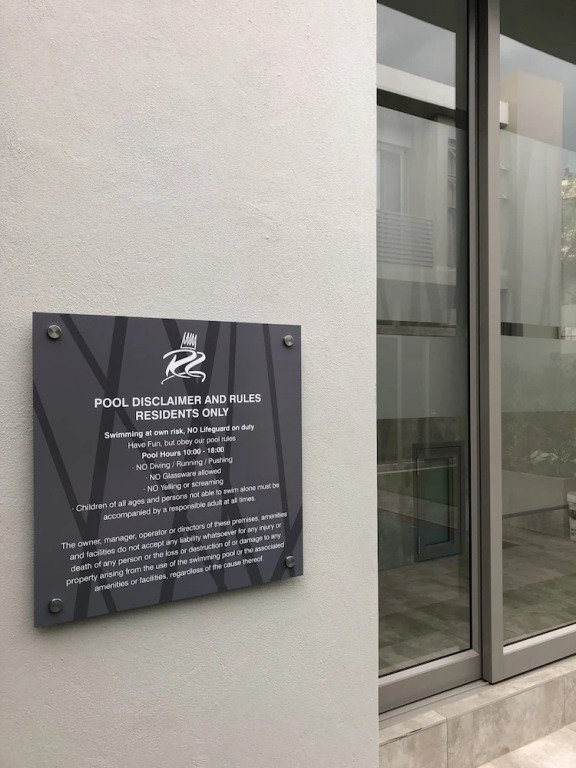 POOL DISCLAIMER AND RULES
RESIDENTS ONLY
Swimming at own risk, NO Lifeguard on duty
Have Fun, but obey our pool rules
Pool Hours 10:00 - 18:00
· NO Diving / Running / Pushing
· NO Glassware allowed
· NO Yelling or screaming
· Children of all ages and persons not able to swim alone must be
accompanied by a responsible adult at all times.
The owner, manager, operator or directors of these premises, amenities
and facilities do not accept any liability whatsoever for any injury or
death of any person or the loss or destruction of or damage to any
property arising from the use of the swimming pool or the associated
amenities or facilities, regardless of the cause thereof.